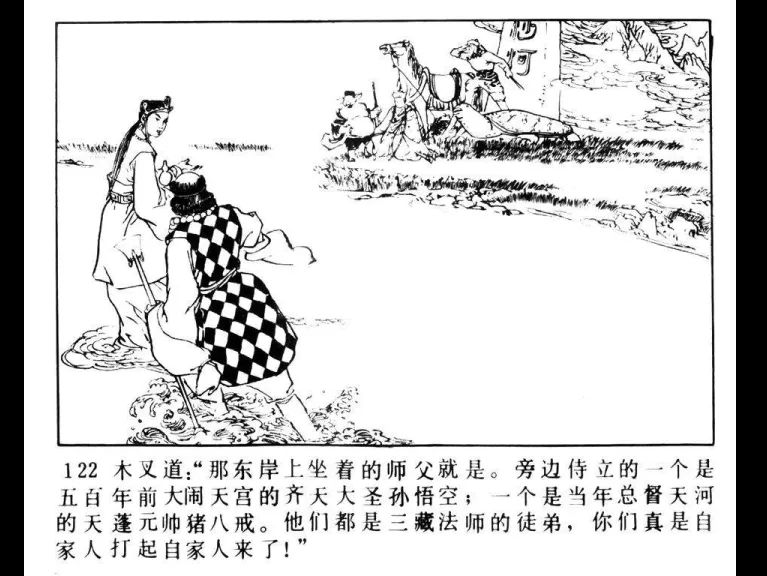 沙河
122 木叉道:“那东岸上坐着的师父就是。旁边侍立的一个是
五百年前大闹天宫的齐天大圣孙悟空;一个是当年总督天河
的天蓬元帅猪八戒。他们都是三藏法师的徒弟,你们真是自
家人打起自家人来了!”